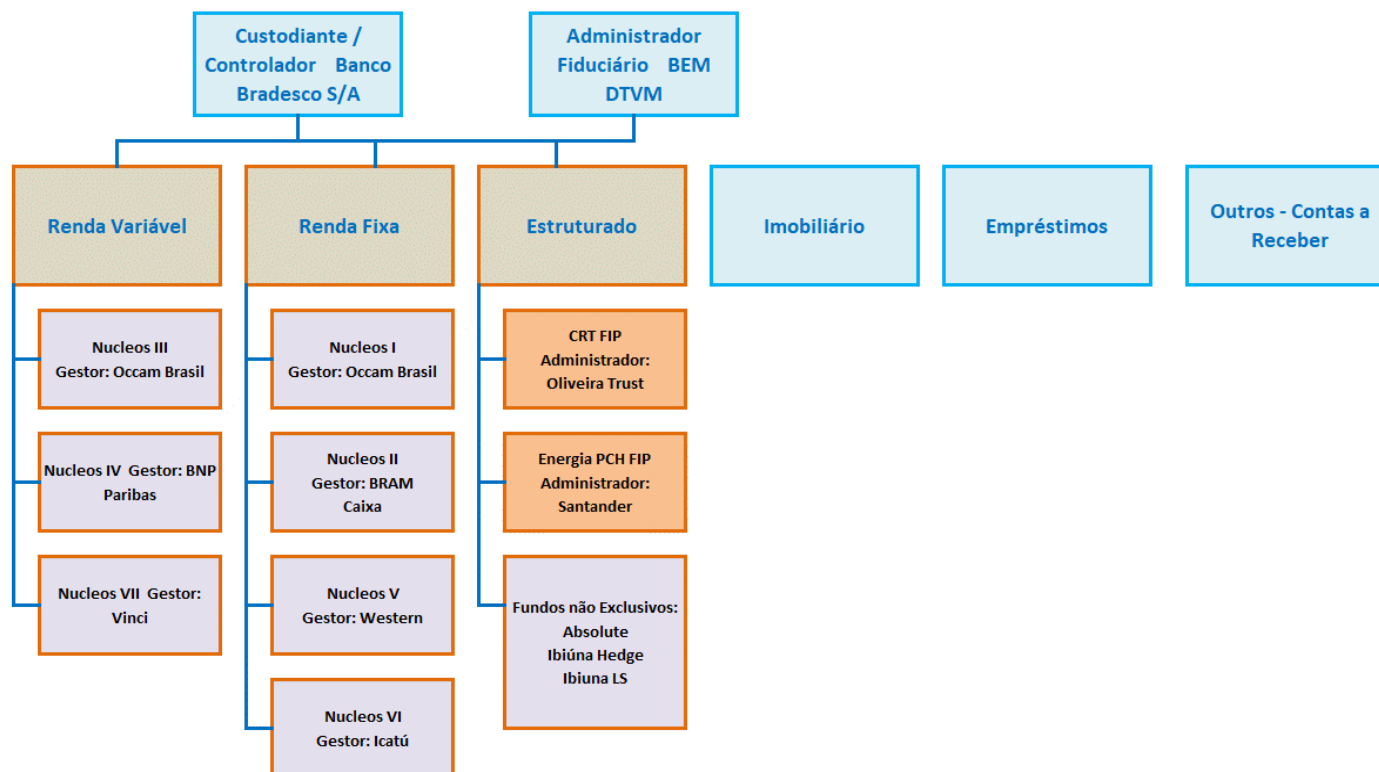 Custodiante /
Controlador Banco
Bradesco S/A
Administrador
Fiduciário BEM
DTVM
Renda Variável
Renda Fixa
Estruturado
Imobiliário
Empréstimos
Outros - Contas a
Receber
Nucleos III
Gestor: Occam Brasil
Nucleos IV Gestor: BNP
Paribas
Nucleos VII Gestor:
Vinci
Nucleos I
Gestor: Occam Brasil
Nucleos II
Gestor: BRAM
Caixa
Nucleos V
Gestor: Western
Nucleos VI
Gestor: Icatú
CRT FIP
Administrador:
Oliveira Trust
Energia PCH FIP
Administrador:
Santander
Fundos não Exclusivos:
Absolute
Ibiúna Hedge
Ibiuna LS